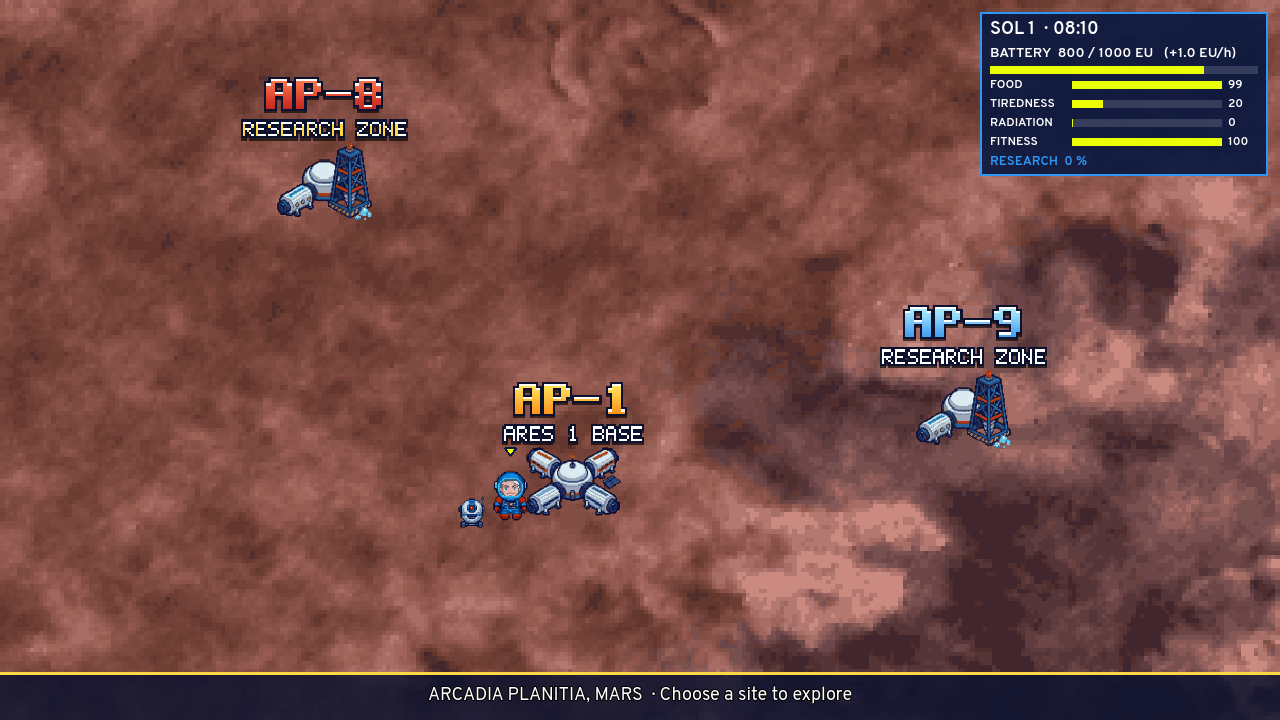 SOL 1 · 08:10
BATTERY 800 / 1000 EU (+1.0 EU/h)
FOOD 99
TIREDNESS 20
RADIATION 0
FITNESS 100
RESEARCH 0 %
AP-8
RESEARCH ZONE
AP-9
RESEARCH ZONE
AP-1
ARES 1 BASE
ARCADIA PLANITIA, MARS · Choose a site to explore